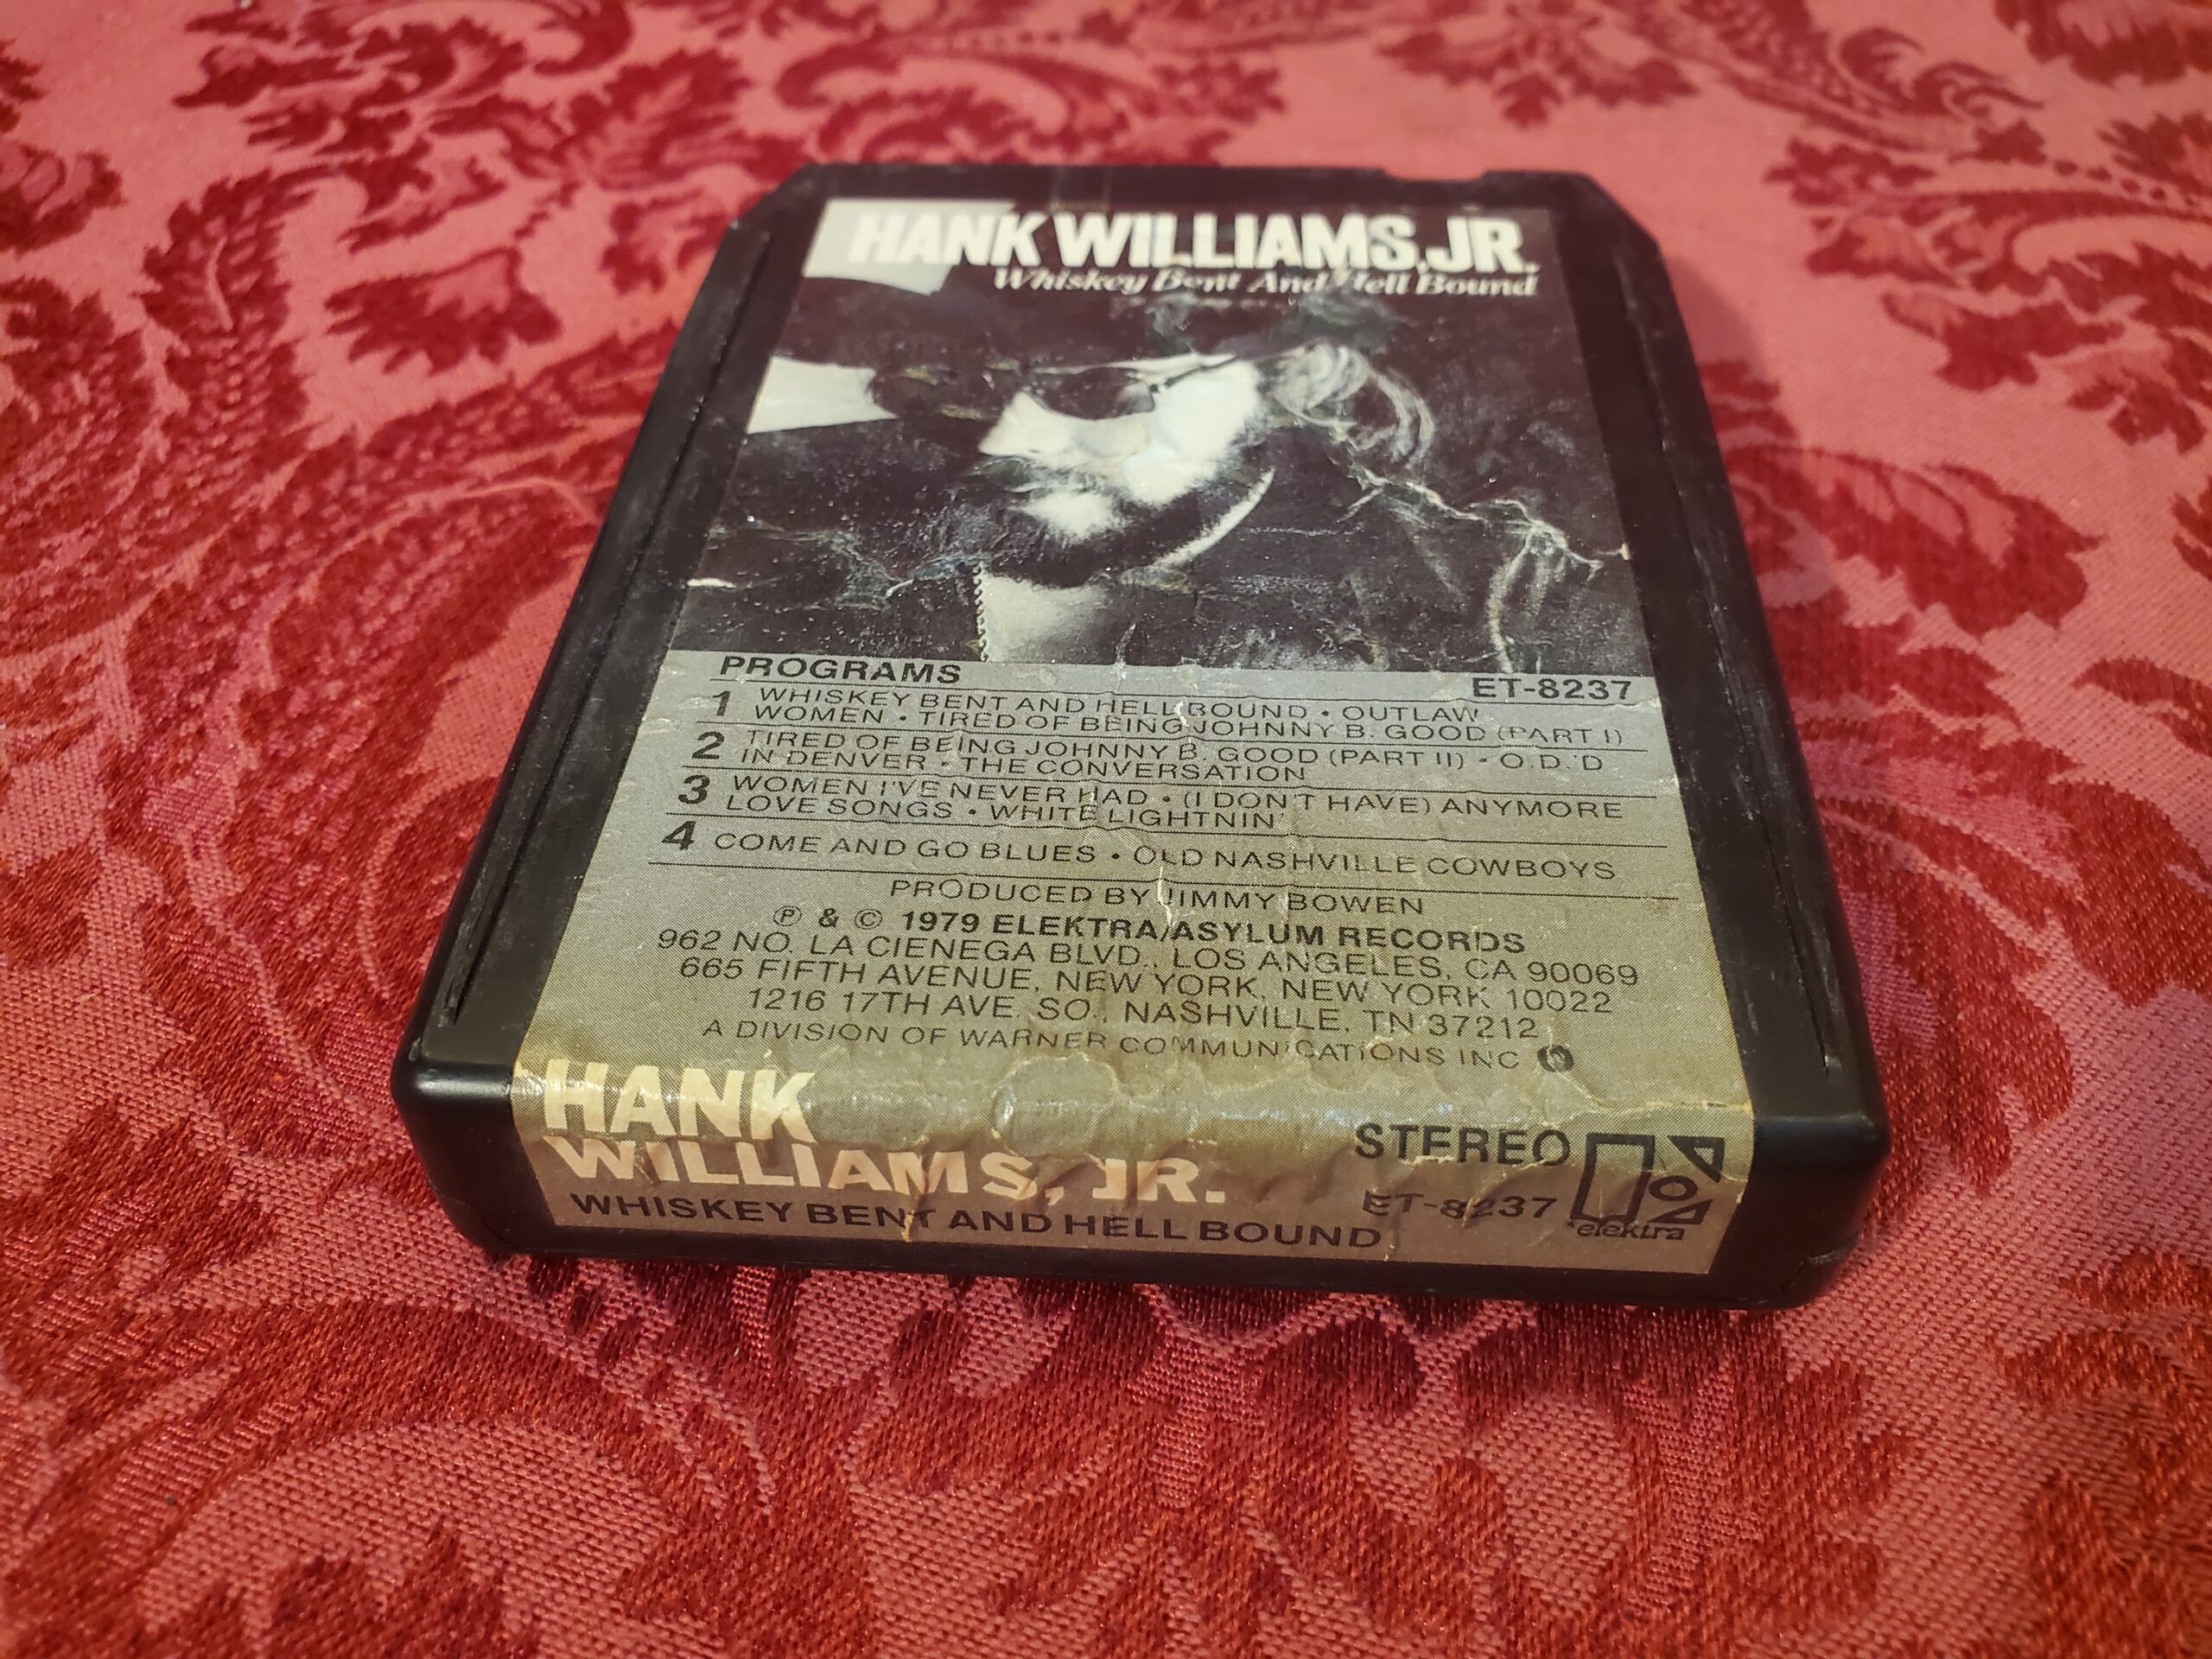 HANK WILLIAMS, JR.
Whiskey Bent And Hell Bound
PROGRAMS
ET-8237
1 WHISKEY BENT AND HELL BOUND • OUTLAW
WOMEN • TIRED OF BEING JOHNNY B. GOOD (PART I)
2 TIRED OF BEING JOHNNY B. GOOD (PART II) • O.D.'D
IN DENVER • THE CONVERSATION
3 WOMEN I'VE NEVER HAD • (I DON'T HAVE) ANYMORE
LOVE SONGS • WHITE LIGHTNIN'
4 COME AND GO BLUES • OLD NASHVILLE COWBOYS
PRODUCED BY JIMMY BOWEN
℗ & © 1979 ELEKTRA/ASYLUM RECORDS
962 NO. LA CIENEGA BLVD., LOS ANGELES, CA 90069
665 FIFTH AVENUE, NEW YORK, NEW YORK 10022
1216 17TH AVE. SO., NASHVILLE, TN 37212
A DIVISION OF WARNER COMMUNICATIONS INC
HANK
WILLIAMS, JR.
WHISKEY BENT AND HELL BOUND
STEREO
ET-8237
elektra